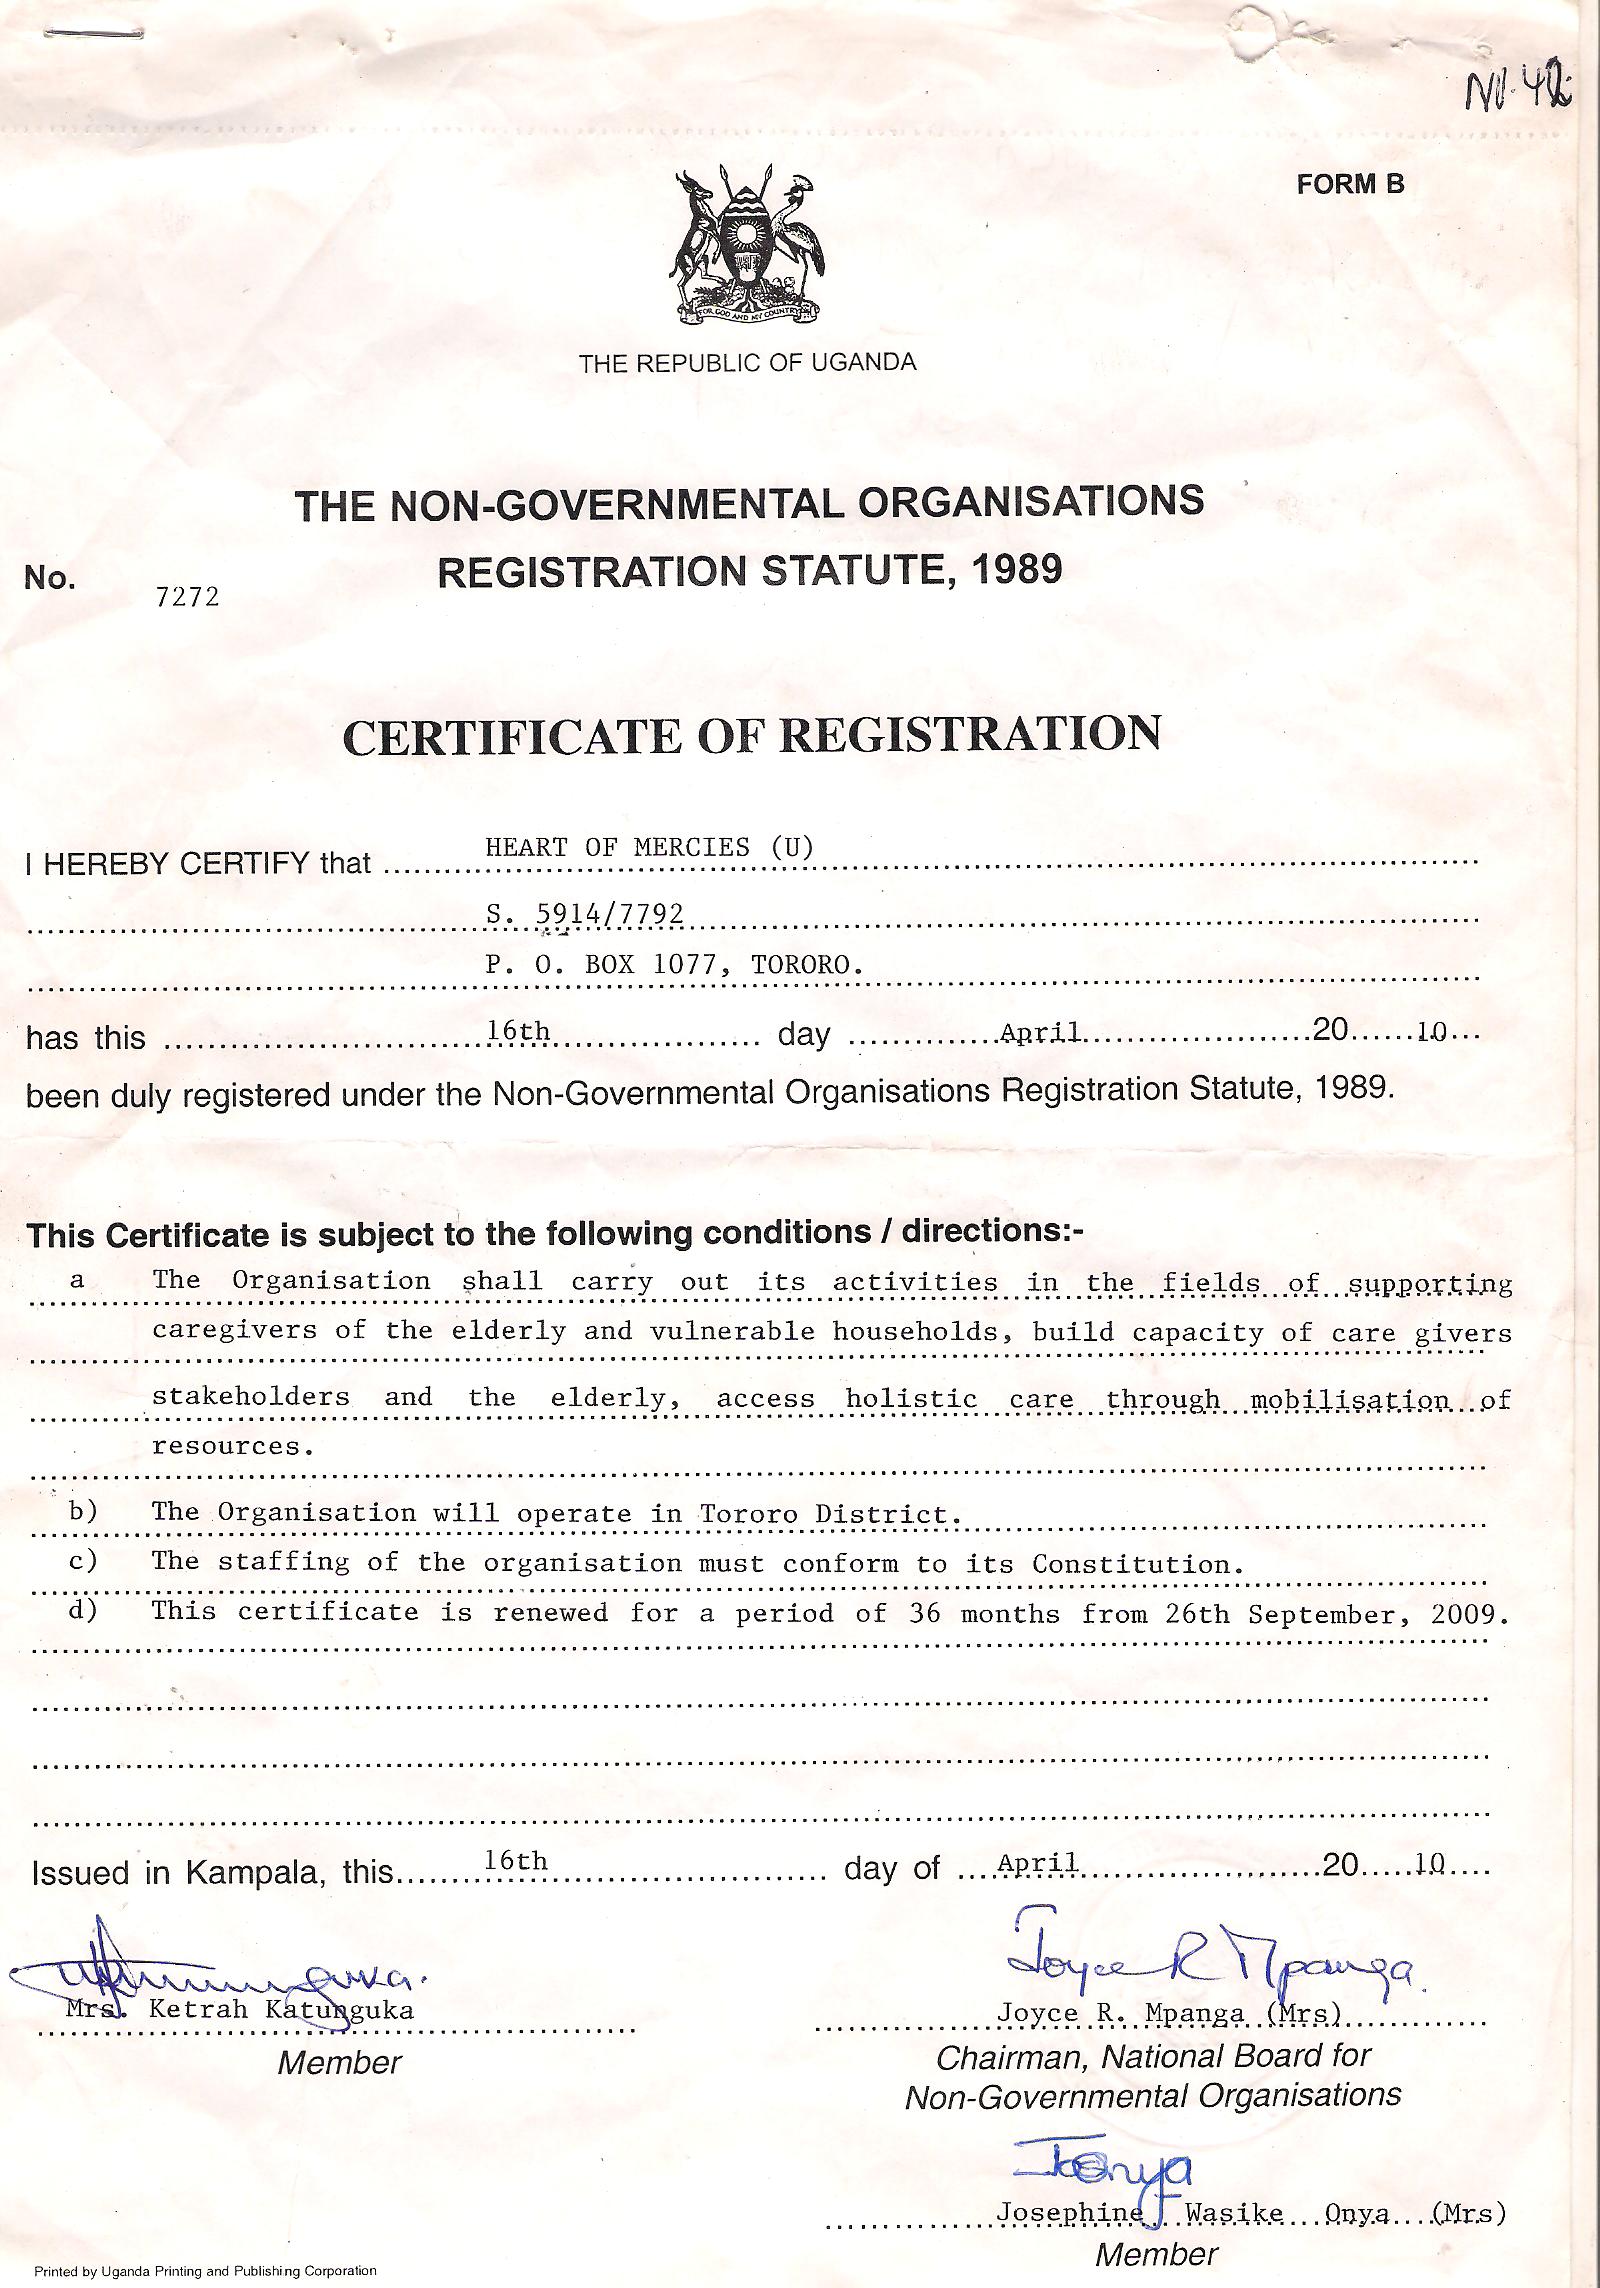 FORM B
FOR GOD AND MY COUNTRY
THE REPUBLIC OF UGANDA
THE NON-GOVERNMENTAL ORGANISATIONS
REGISTRATION STATUTE, 1989
No. 7272
CERTIFICATE OF REGISTRATION
I HEREBY CERTIFY that HEART OF MERCIES (U)
S. 5914/7792
P. O. BOX 1077, TORORO.
has this 16th day April 20 10
been duly registered under the Non-Governmental Organisations Registration Statute, 1989.
This Certificate is subject to the following conditions / directions:-
a The Organisation shall carry out its activities in the fields of supporting
caregivers of the elderly and vulnerable households, build capacity of care givers
stakeholders and the elderly, access holistic care through mobilisation of
resources.
b) The Organisation will operate in Tororo District.
c) The staffing of the organisation must conform to its Constitution.
d) This certificate is renewed for a period of 36 months from 26th September, 2009.
Issued in Kampala, this 16th day of April 20 10
Joyce R Mpanga
Mrs. Ketrah Katunguka
Joyce R. Mpanga (Mrs)
Member
Chairman, National Board for
Non-Governmental Organisations
Josephine Wasike Onya (Mrs)
Member
Printed by Uganda Printing and Publishing Corporation